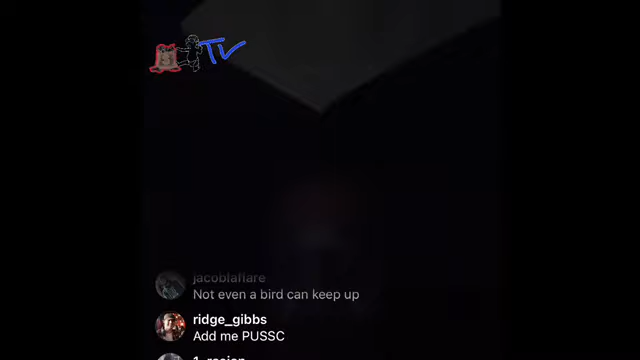 TV
jacoblaflare
Not even a bird can keep up
ridge_gibbs
Add me PUSSC